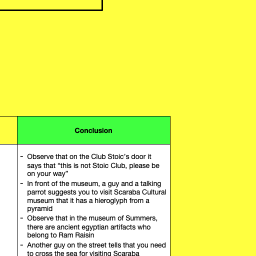 Conclusion
- Observe that on the Club Stoic's door it
says that "this is not Stoic Club, please be
on your way"
- In front of the museum, a guy and a talking
parrot suggests you to visit Scaraba Cultural
museum that it has a hieroglyph from a
pyramid
- Observe that in the museum of Summers,
there are ancient egyptian artifacts who
belong to Ram Raisin
- Another guy on the street tells that you need
to cross the sea for visiting Scaraba